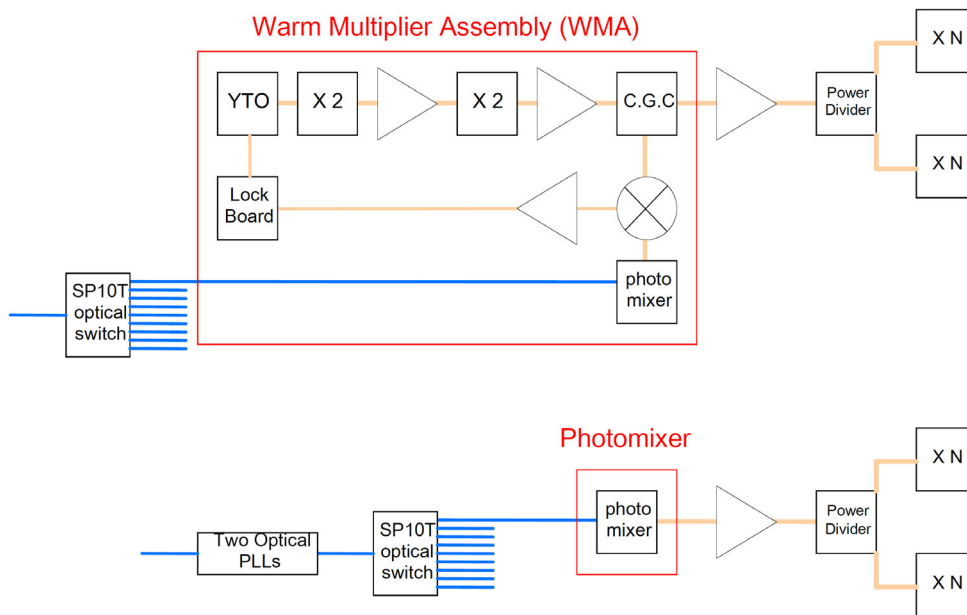 Warm Multiplier Assembly (WMA)
X N
YTO
X 2
X 2
C.G.C
Power
Divider
X N
Lock
Board
SP10T
optical
switch
photo
mixer
Photomixer
X N
photo
mixer
Power
Divider
Two Optical
PLLs
SP10T
optical
switch
X N